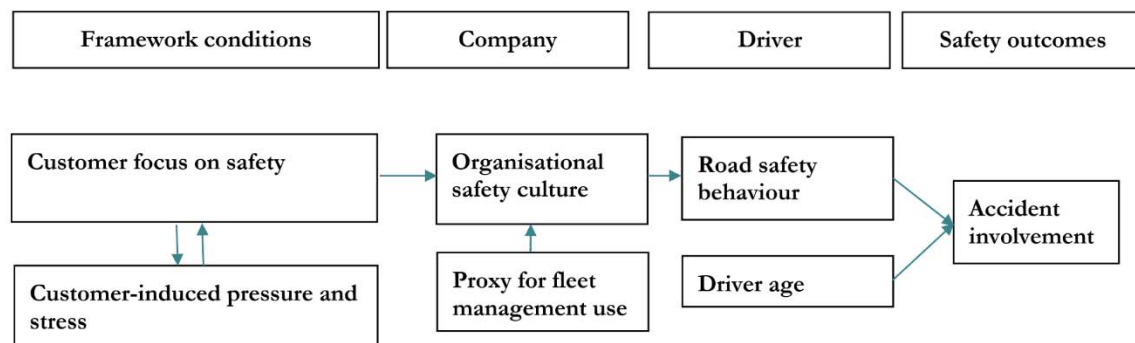 Framework conditions
Company
Driver
Safety outcomes
Customer focus on safety
Organisational
safety culture
Road safety
behaviour
Accident
involvement
Customer-induced pressure and
stress
Proxy for fleet
management use
Driver age